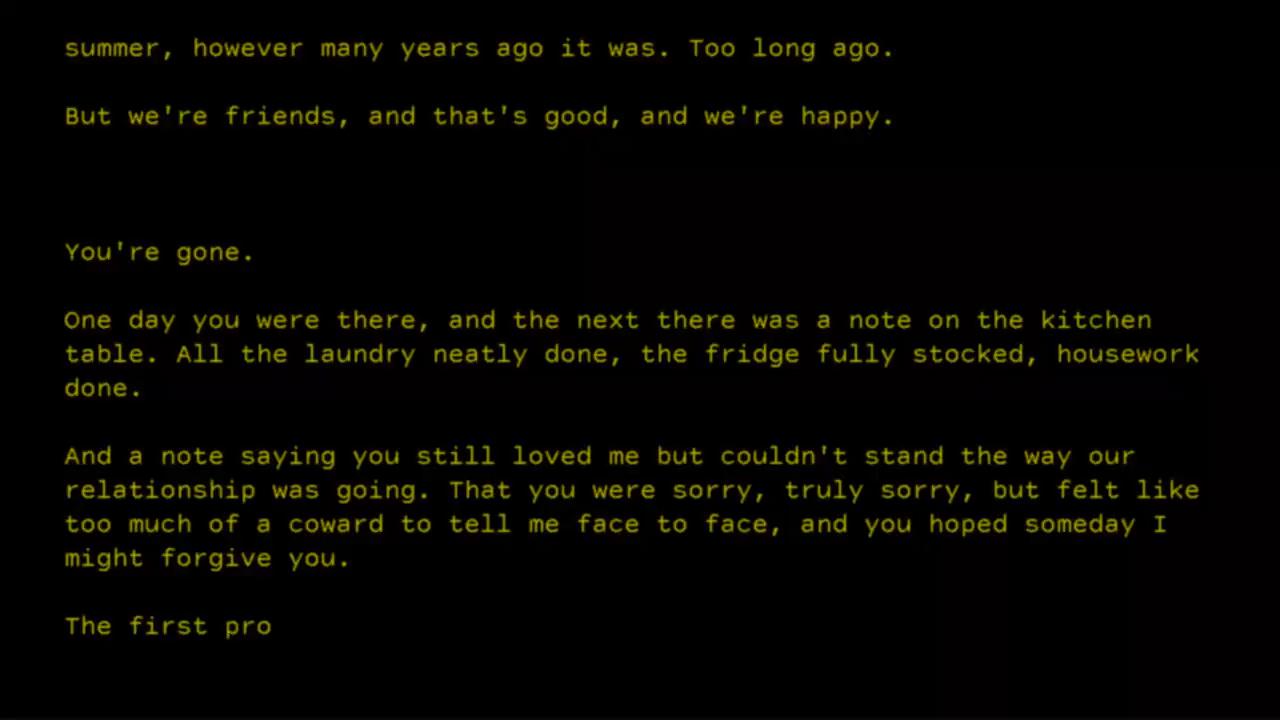 summer, however many years ago it was. Too long ago.
But we're friends, and that's good, and we're happy.
You're gone.
One day you were there, and the next there was a note on the kitchen
table. All the laundry neatly done, the fridge fully stocked, housework
done.
And a note saying you still loved me but couldn't stand the way our
relationship was going. That you were sorry, truly sorry, but felt like
too much of a coward to tell me face to face, and you hoped someday I
might forgive you.
The first pro